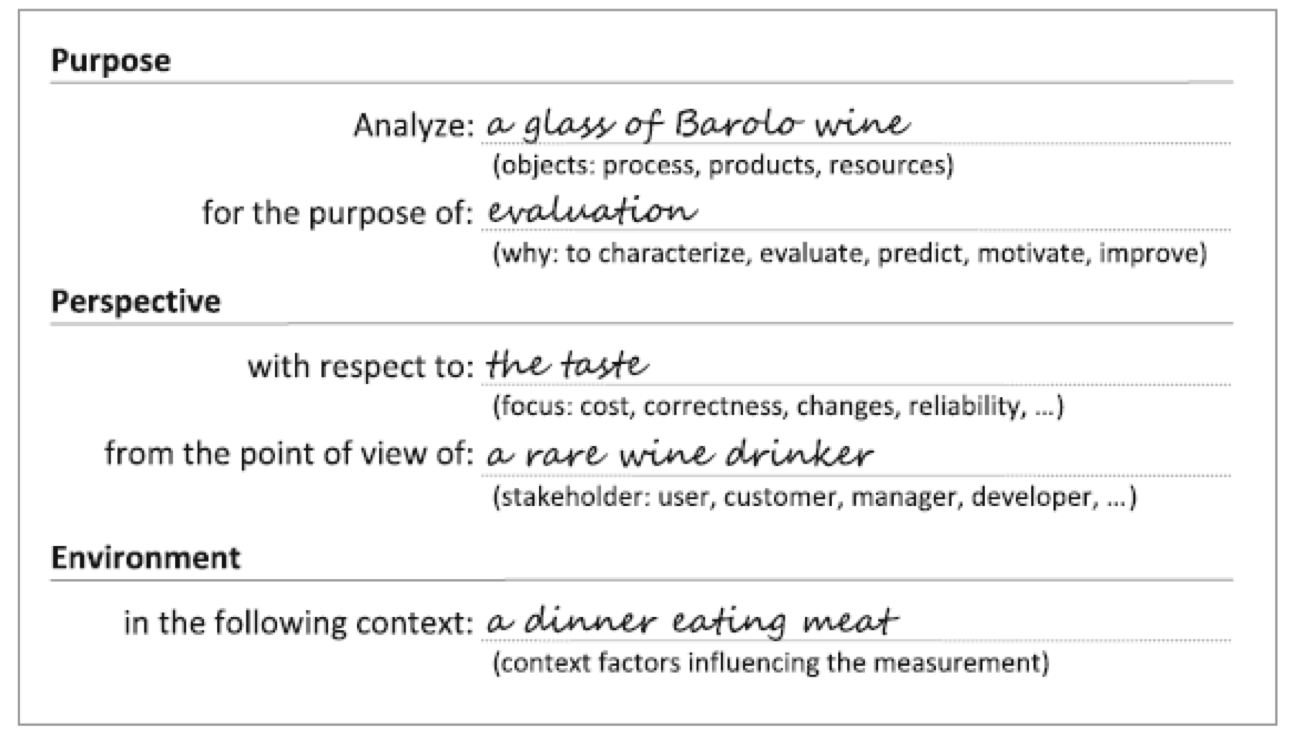 Purpose
Analyze: a glass of Barolo wine
(objects: process, products, resources)
for the purpose of: evaluation
(why: to characterize, evaluate, predict, motivate, improve)
Perspective
with respect to: the taste
(focus: cost, correctness, changes, reliability, ...)
from the point of view of: a rare wine drinker
(stakeholder: user, customer, manager, developer, ...)
Environment
in the following context: a dinner eating meat
(context factors influencing the measurement)